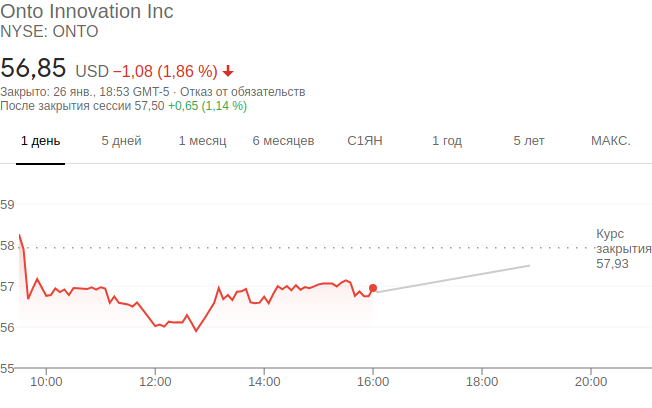 Onto Innovation Inc
NYSE: ONTO
56,85 USD −1,08 (1,86 %)
Закрыто: 26 янв., 18:53 GMT-5 · Отказ от обязательств
После закрытия сессии 57,50 +0,65 (1,14 %)
1 день 5 дней 1 месяц 6 месяцев С1ЯН 1 год 5 лет МАКС.
59
58
57
56
55
Курс
закрытия
57,93
10:00 12:00 14:00 16:00 18:00 20:00